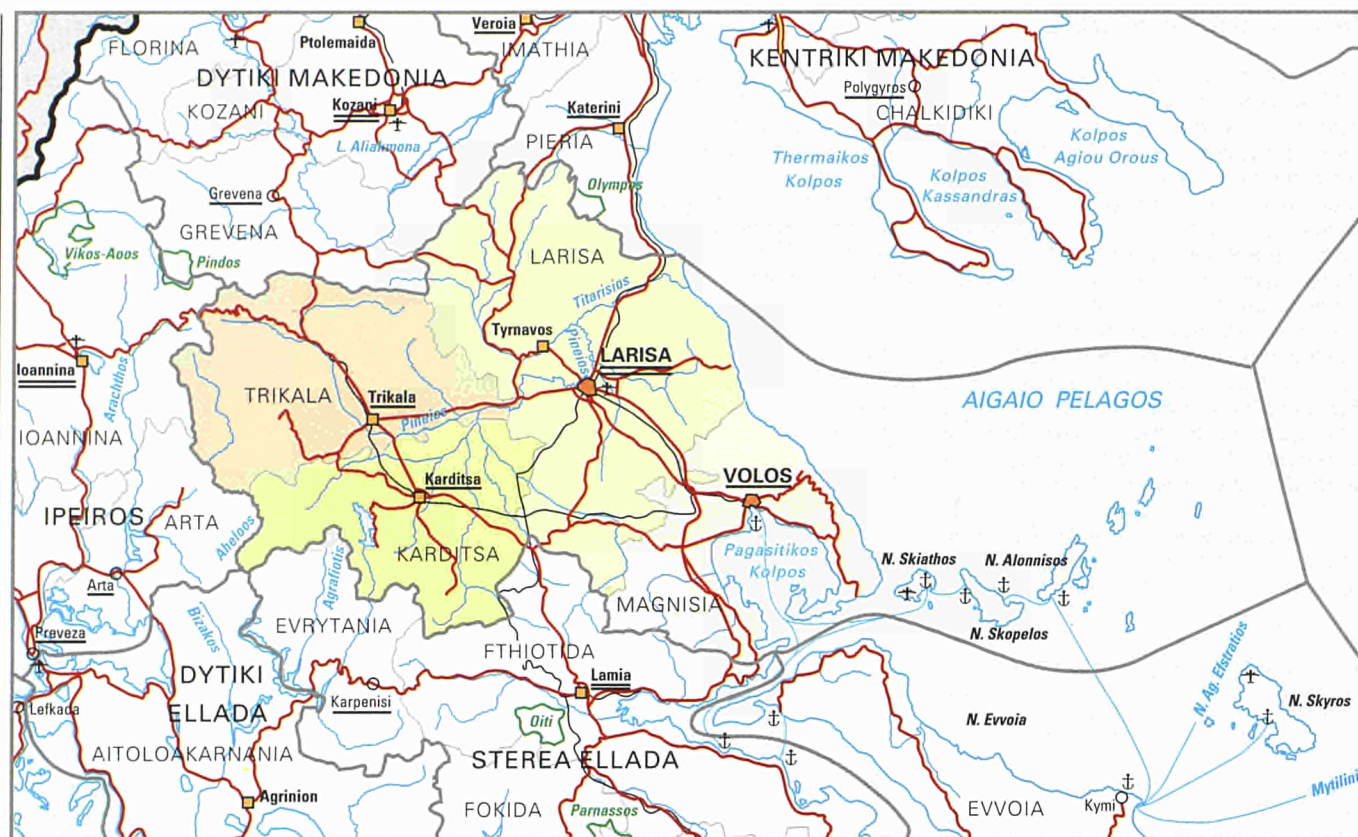 FLORINA
Ptolemaida
Veroia
IMATHIA
DYTIKI MAKEDONIA
KENTRIKI MAKEDONIA
Polygyros
KOZANI
Kozani
Katerini
CHALKIDIKI
L. Aliakmona
PIERIA
Kolpos
Agiou Orous
Thermaikos
Kolpos
Kolpos
Kassandras
Grevena
Olympos
GREVENA
Vikos-Aoos
Pindos
LARISA
Titarisios
Tyrnavos
Pineios
LARISA
Ioannina
Arachthos
TRIKALA
Trikala
Pineios
AIGAIO PELAGOS
IOANNINA
Karditsa
VOLOS
IPEIROS
ARTA
Aheloos
KARDITSA
Pagasitikos
Kolpos
N. Skiathos
N. Alonnisos
Arta
Agrafiotis
MAGNISIA
N. Skopelos
Bizakos
EVRYTANIA
Preveza
FTHIOTIDA
N. Ag. Efstratios
DYTIKI
ELLADA
Lamia
Karpenisi
Lefkada
Oiti
N. Evvoia
N. Skyros
AITOLOAKARNANIA
STEREA ELLADA
Agrinion
FOKIDA
Parnassos
EVVOIA
Kymi
Mytilini